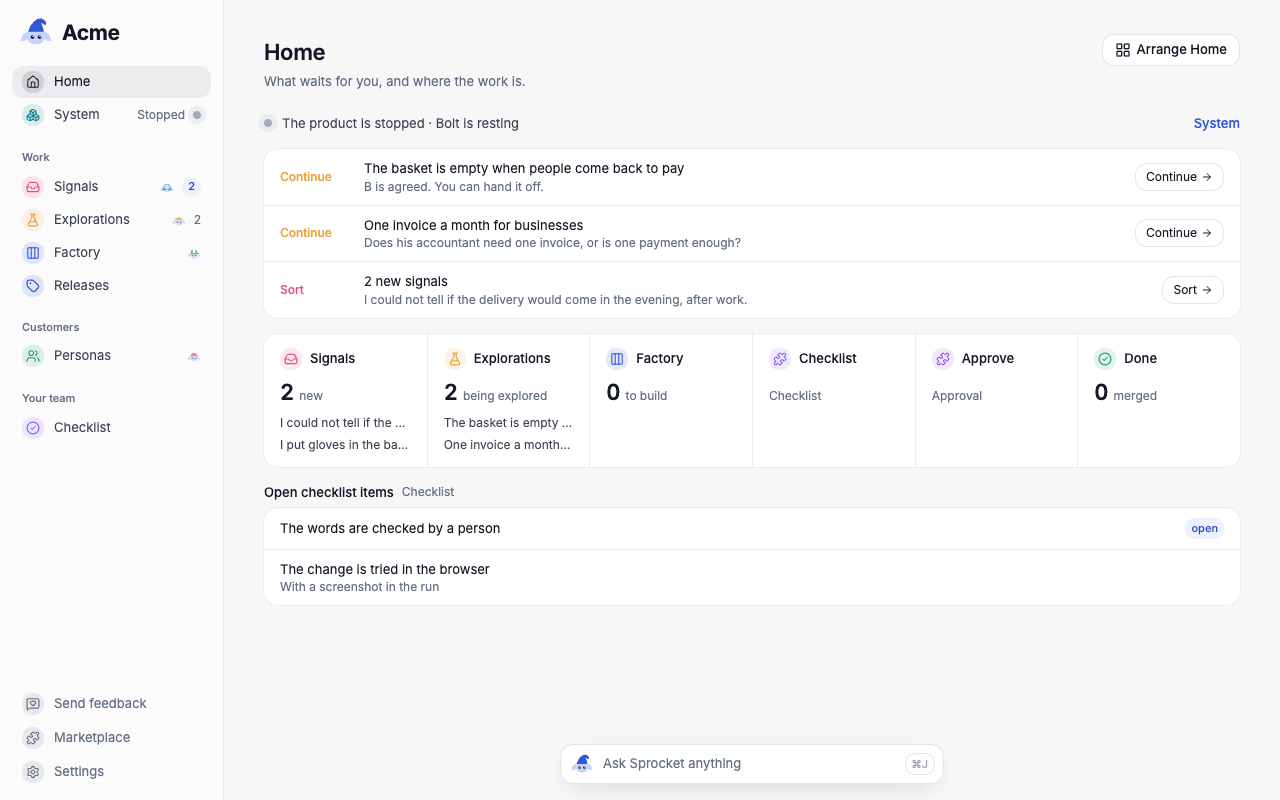 Acme
Home
System Stopped
Work
Signals 2
Explorations 2
Factory
Releases
Customers
Personas
Your team
Checklist
Send feedback
Marketplace
Settings
Home
Arrange Home
What waits for you, and where the work is.
The product is stopped · Bolt is resting
System
Continue
The basket is empty when people come back to pay
B is agreed. You can hand it off.
Continue →
Continue
One invoice a month for businesses
Does his accountant need one invoice, or is one payment enough?
Continue →
Sort
2 new signals
I could not tell if the delivery would come in the evening, after work.
Sort →
Signals
2 new
I could not tell if the ...
I put gloves in the ba...
Explorations
2 being explored
The basket is empty ...
One invoice a month...
Factory
0 to build
Checklist
Checklist
Approve
Approval
Done
0 merged
Open checklist items Checklist
The words are checked by a person
open
The change is tried in the browser
With a screenshot in the run
Ask Sprocket anything
⌘J